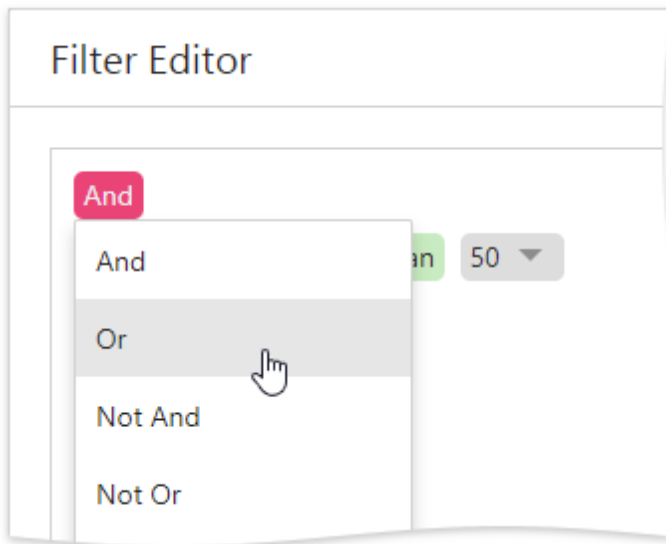 Filter Editor
And
And
an 50
Or
Not And
Not Or